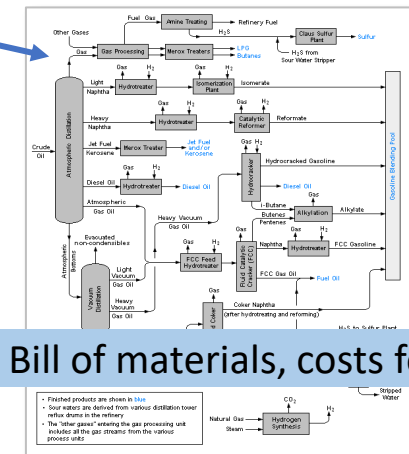 Fuel Gas
Amine Treating
Refinery Fuel
Other Gases
H₂S
Claus Sulfur
Plant
Sulfur
Gas
Gas Processing
Merox Treaters
LPG
Butanes
H₂S from
Sour Water Stripper
Gas H₂
Gas H₂
Light
Naphtha
Hydrotreater
Isomerization
Plant
Isomerate
Gas H₂
Gas H₂
Heavy
Naphtha
Hydrotreater
Catalytic
Reformer
Reformate
Atmospheric Distillation
Crude
Oil
Jet Fuel
Kerosene
Merox Treater
Jet Fuel
and/or
Kerosene
Gas H₂
Hydrocracked Gasoline
Gasoline Blending Pool
Gas H₂
Diesel Oil
Hydrotreater
Diesel Oil
Hydrocracker
Diesel Oil
Atmospheric
Gas Oil
i-Butane
Butenes
Pentenes
Alkylation
Alkylate
Heavy Vacuum
Gas Oil
Evacuated
non-condensibles
Gas H₂
Gas H₂
Naphtha
Hydrotreater
FCC Gasoline
Atmospheric
Bottoms
Light
Vacuum
Gas Oil
FCC Feed
Hydrotreater
Fluid Catalytic
Cracker (FCC)
FCC Gas Oil
Fuel Oil
Vacuum
Distillation
Heavy
Vacuum
Gas Oil
Coker
Coker Naphtha
(after hydrotreating and reforming)
H₂S to Sulfur Plant
Bill of materials, costs f
Stripped
Water
• Finished products are shown in blue
• Sour waters are derived from various distillation tower
reflux drums in the refinery
• The "other gases" entering the gas processing unit
includes all the gas streams from the various
process units
CO₂
H₂
Natural Gas
Steam
Hydrogen
Synthesis